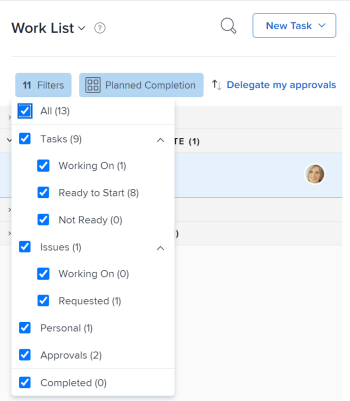 Work List
New Task
11 Filters
Planned Completion
Delegate my approvals
All (13)
Tasks (9)
TE (1)
Working On (1)
Ready to Start (8)
Not Ready (0)
)
Issues (1)
Working On (0)
Requested (1)
Personal (1)
Approvals (2)
Completed (0)